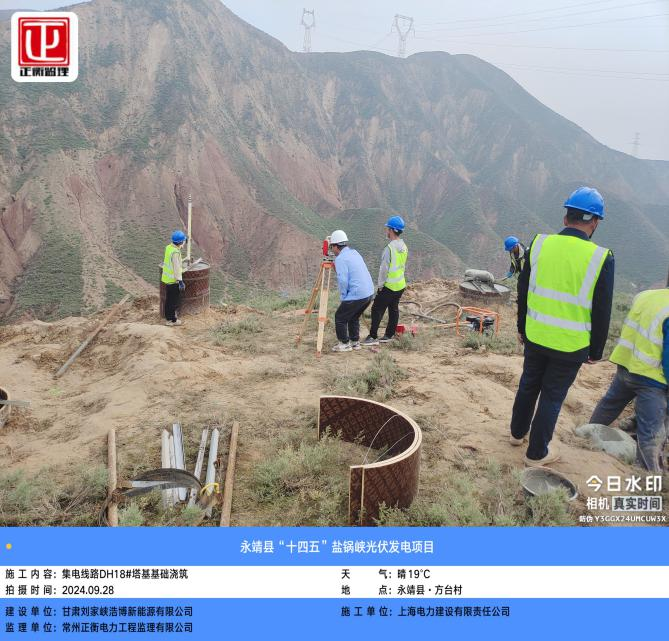 正衡监理
今日水印
相机 真实时间
防伪 Y3GGX24UMCUW3X
永靖县“十四五”盐锅峡光伏发电项目
施工内容：集电线路DH18#塔基基础浇筑
天 气：晴19℃
拍摄时间：2024.09.28
地 点：永靖县·方台村
建设单位：甘肃刘家峡浩博新能源有限公司
施工单位：上海电力建设有限责任公司
监理单位：常州正衡电力工程监理有限公司